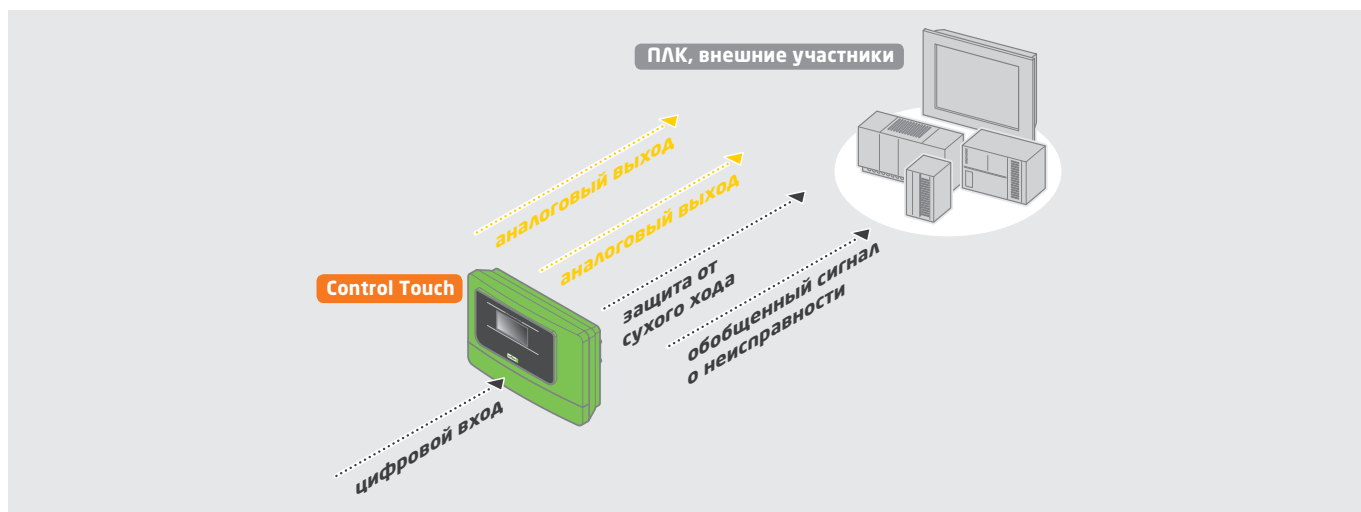 ПЛК, внешние участники
аналоговый выход
аналоговый выход
защита от
сухого хода
обобщенный сигнал
о неисправности
Control Touch
цифровой вход